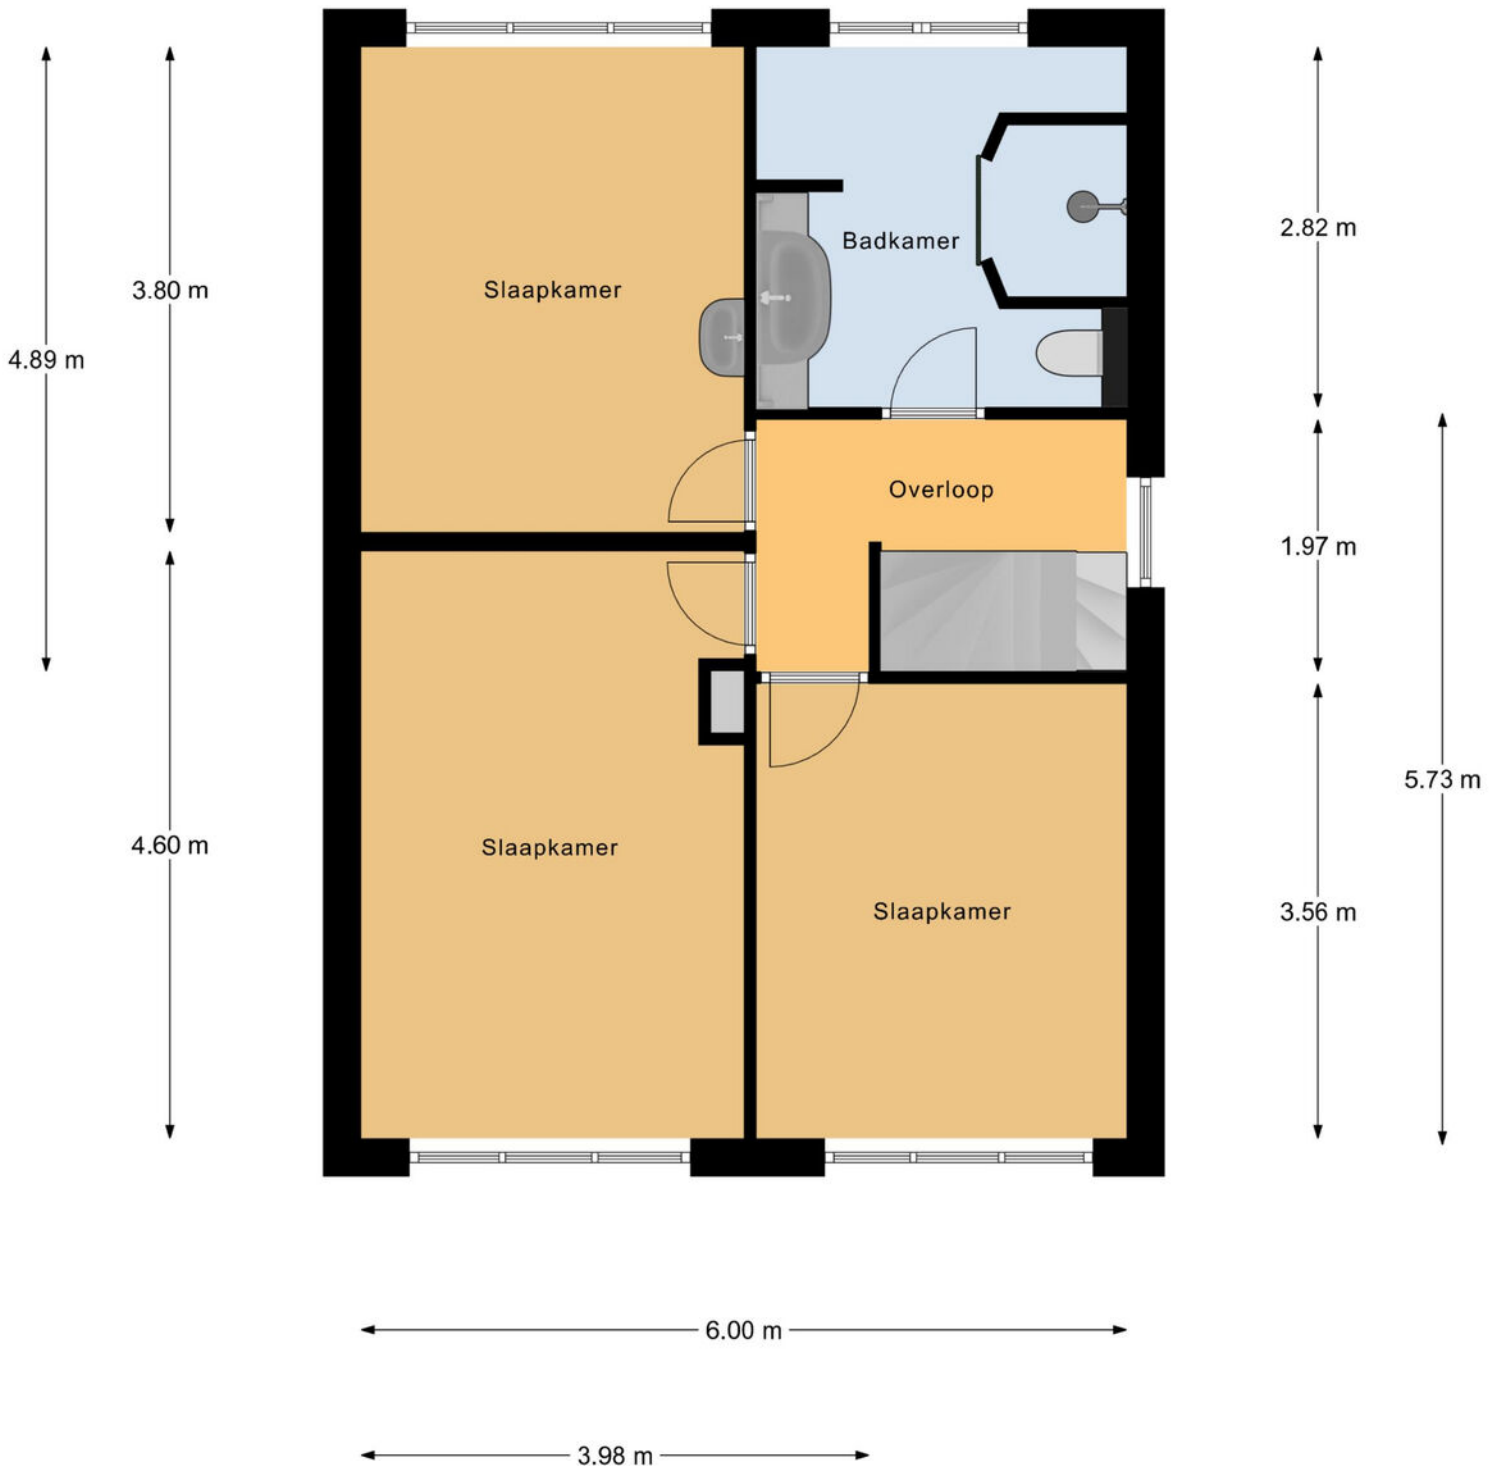 Slaapkamer
Badkamer
Overloop
Slaapkamer
Slaapkamer
4.89 m
3.80 m
4.60 m
2.82 m
1.97 m
3.56 m
5.73 m
6.00 m
3.98 m